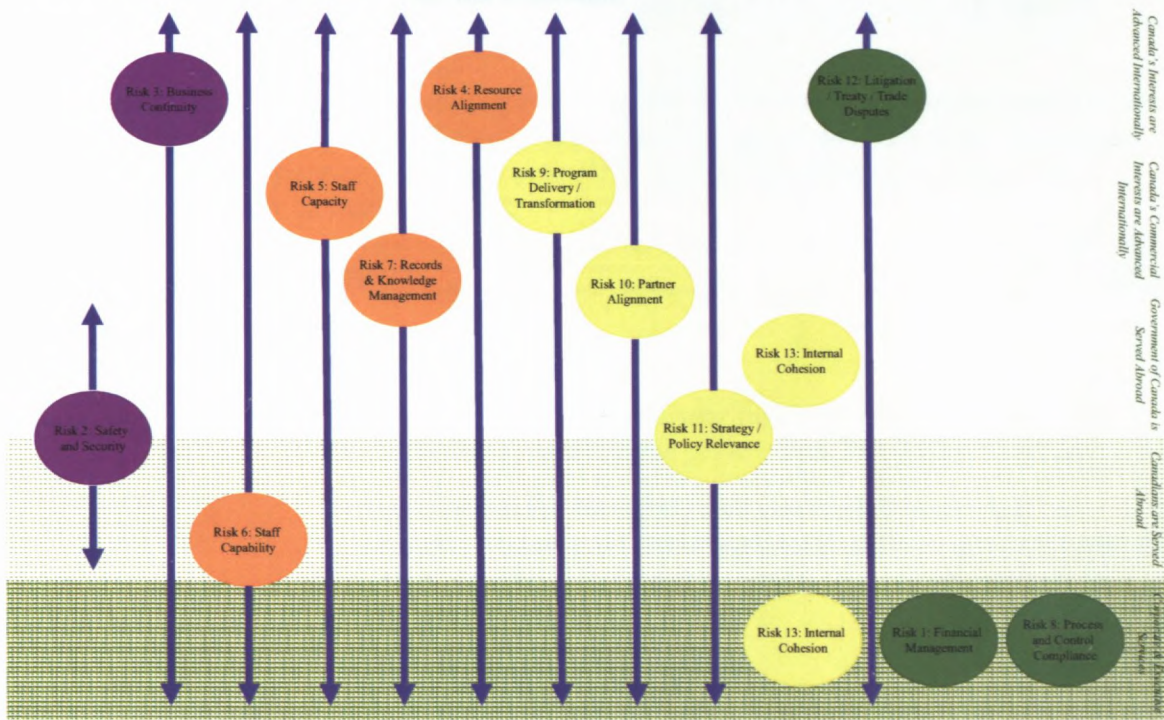 Risk 3: Business
Continuity
Risk 4: Resource
Alignment
Risk 12: Litigation
/ Treaty / Trade
Disputes
Risk 5: Staff
Capacity
Risk 9: Program
Delivery /
Transformation
Risk 7: Records
& Knowledge
Management
Risk 10: Partner
Alignment
Risk 13: Internal
Cohesion
Risk 2: Safety
and Security
Risk 11: Strategy /
Policy Relevance
Risk 6: Staff
Capability
Risk 13: Internal
Cohesion
Risk 1: Financial
Management
Risk 8: Process
and Control
Compliance
Canada's Interests are
Advanced Internationally
Canada's Commercial
Interests are Advanced
Internationally
Government of Canada is
Served Abroad
Canadians are Served
Abroad
Services